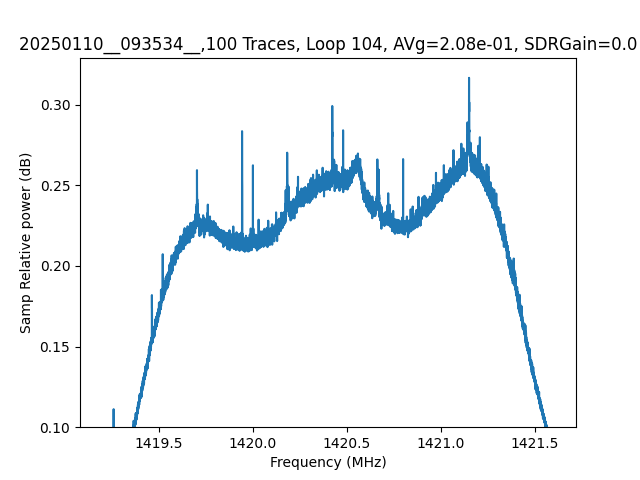 20250110__093534__,100 Traces, Loop 104, AVg=2.08e-01, SDRGain=0.0
Samp Relative power (dB)
0.30
0.25
0.20
0.15
0.10
1419.5 1420.0 1420.5 1421.0 1421.5
Frequency (MHz)